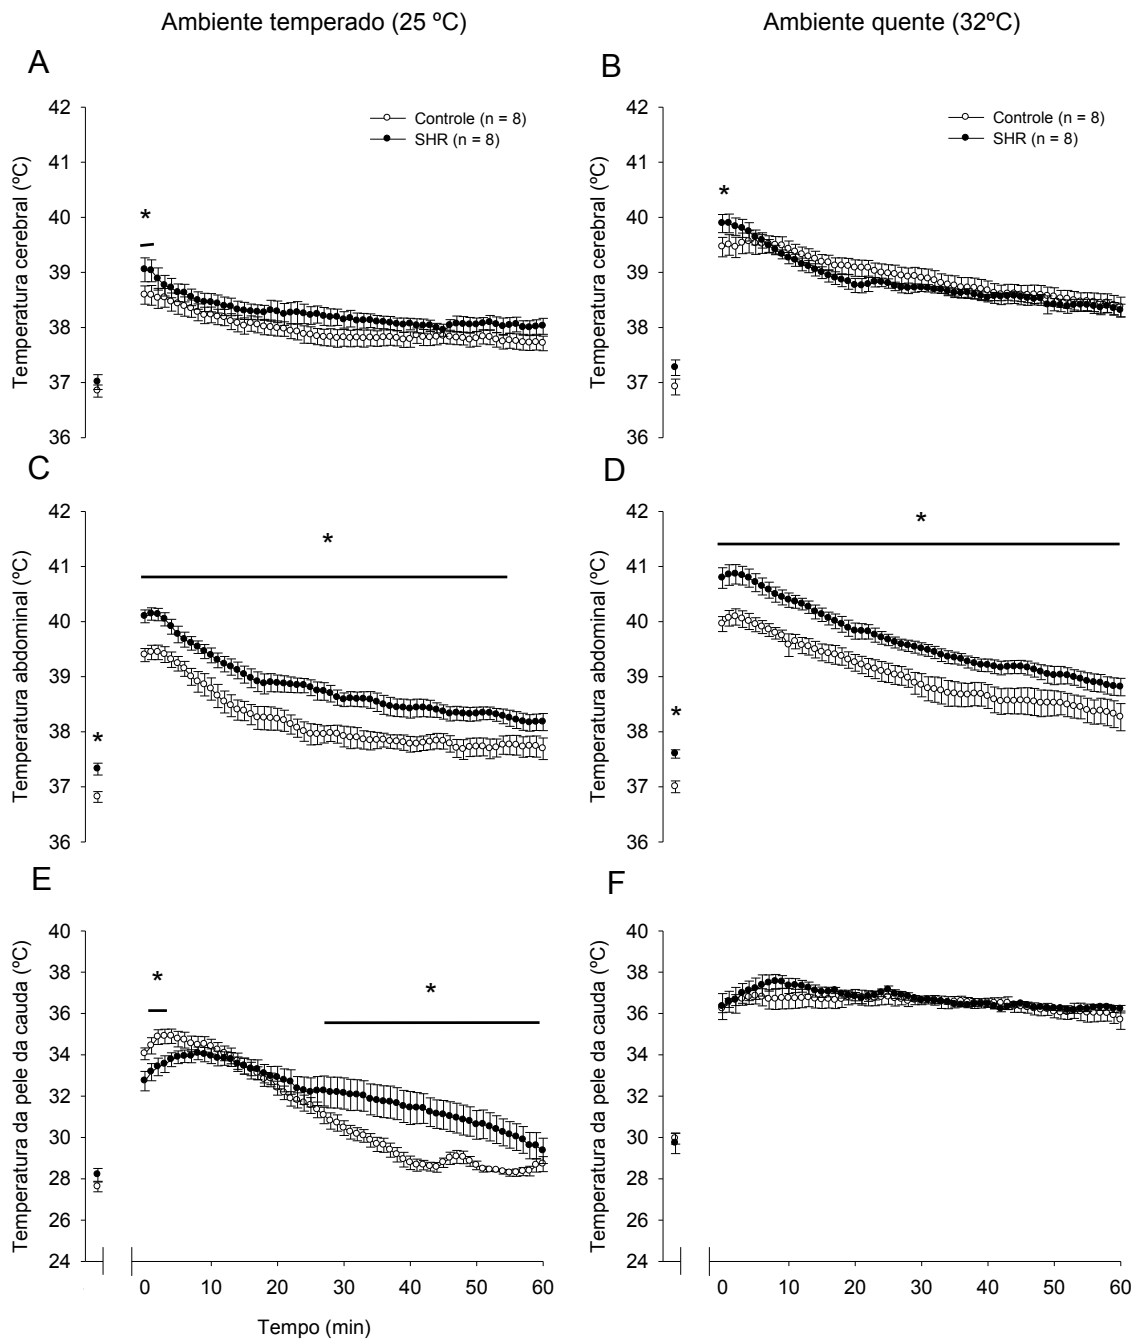 Ambiente temperado (25 ºC)
Ambiente quente (32ºC)
A
B
42
41
40
39
38
37
36
Temperatura cerebral (ºC)
Controle (n = 8)
SHR (n = 8)
*
42
41
40
39
38
37
36
Temperatura cerebral (ºC)
Controle (n = 8)
SHR (n = 8)
*
C
D
42
41
40
39
38
37
36
Temperatura abdominal (ºC)
*
*
42
41
40
39
38
37
36
Temperatura abdominal (ºC)
*
*
E
F
40
38
36
34
32
30
28
26
24
Temperatura da pele da cauda (ºC)
*
*
0 10 20 30 40 50 60
Tempo (min)
40
38
36
34
32
30
28
26
24
Temperatura da pele da cauda (ºC)
0 10 20 30 40 50 60